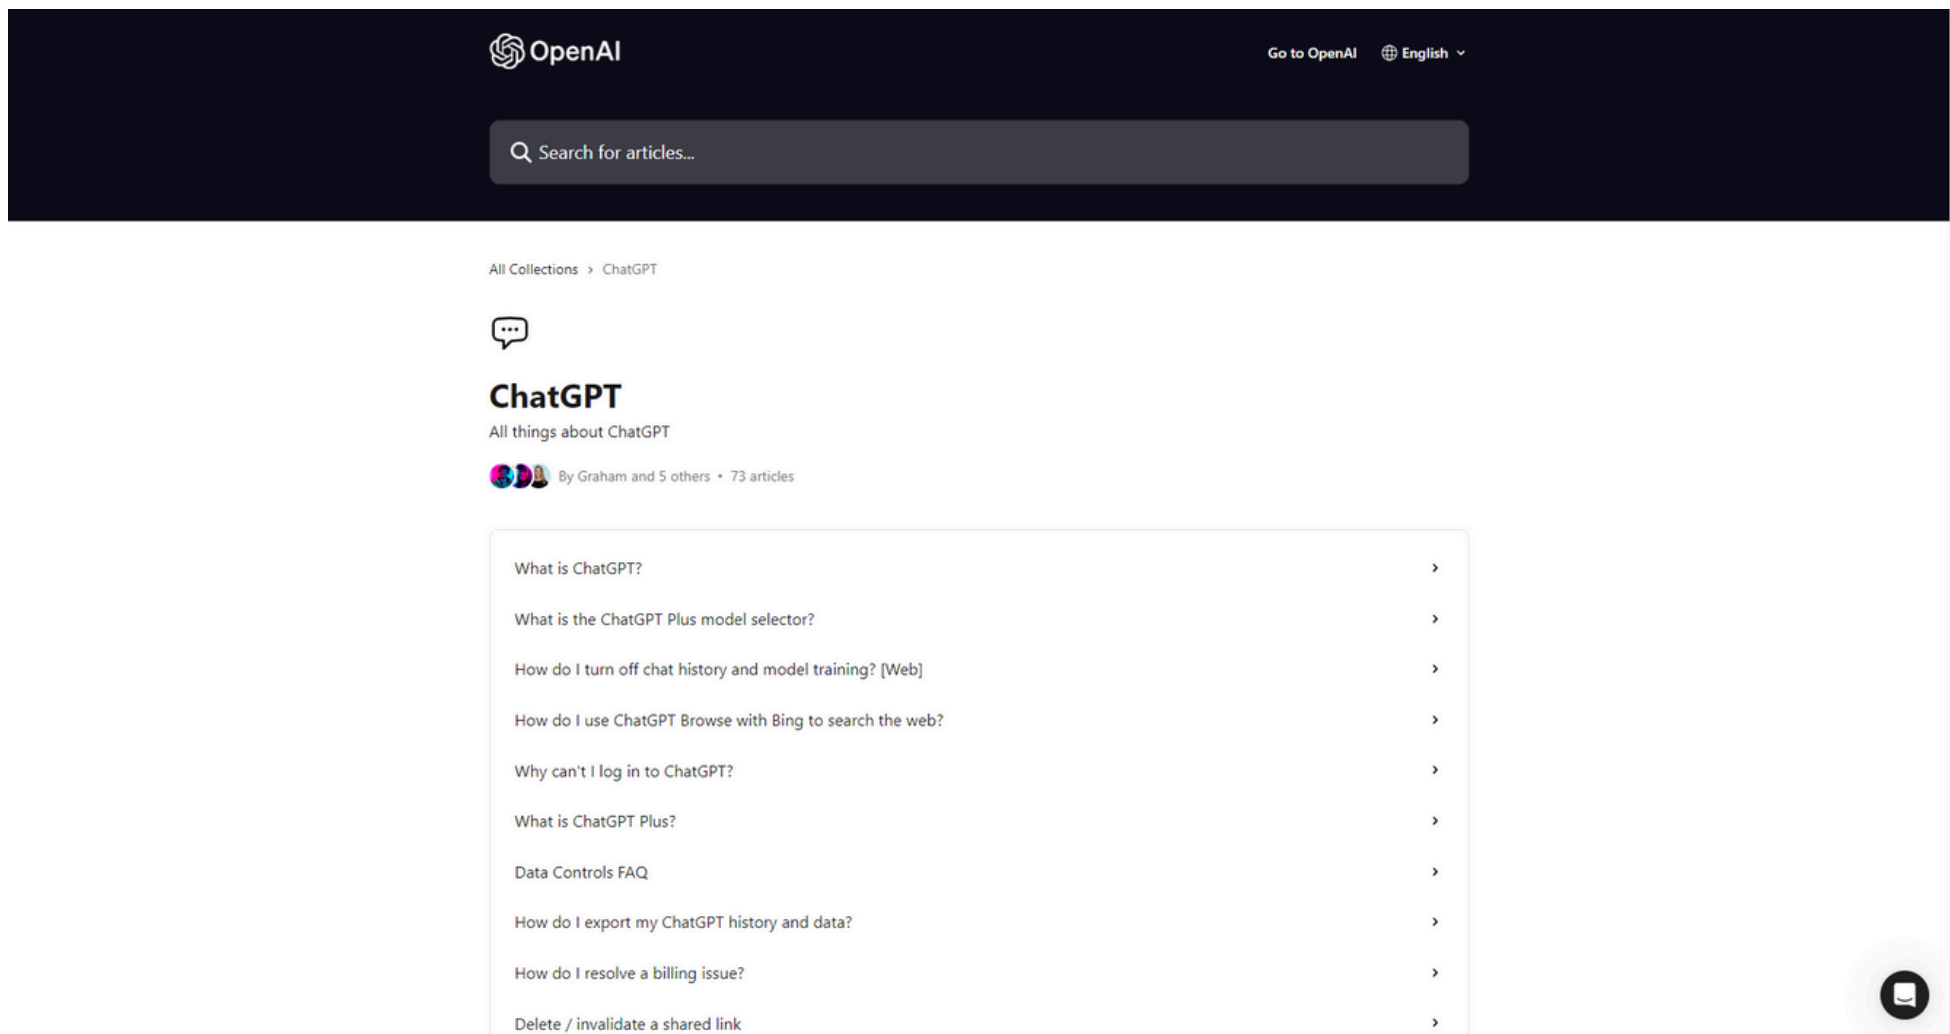 OpenAI
Go to OpenAI English
Search for articles...
All Collections › ChatGPT
ChatGPT
All things about ChatGPT
By Graham and 5 others • 73 articles
What is ChatGPT?
What is the ChatGPT Plus model selector?
How do I turn off chat history and model training? [Web]
How do I use ChatGPT Browse with Bing to search the web?
Why can't I log in to ChatGPT?
What is ChatGPT Plus?
Data Controls FAQ
How do I export my ChatGPT history and data?
How do I resolve a billing issue?
Delete / invalidate a shared link